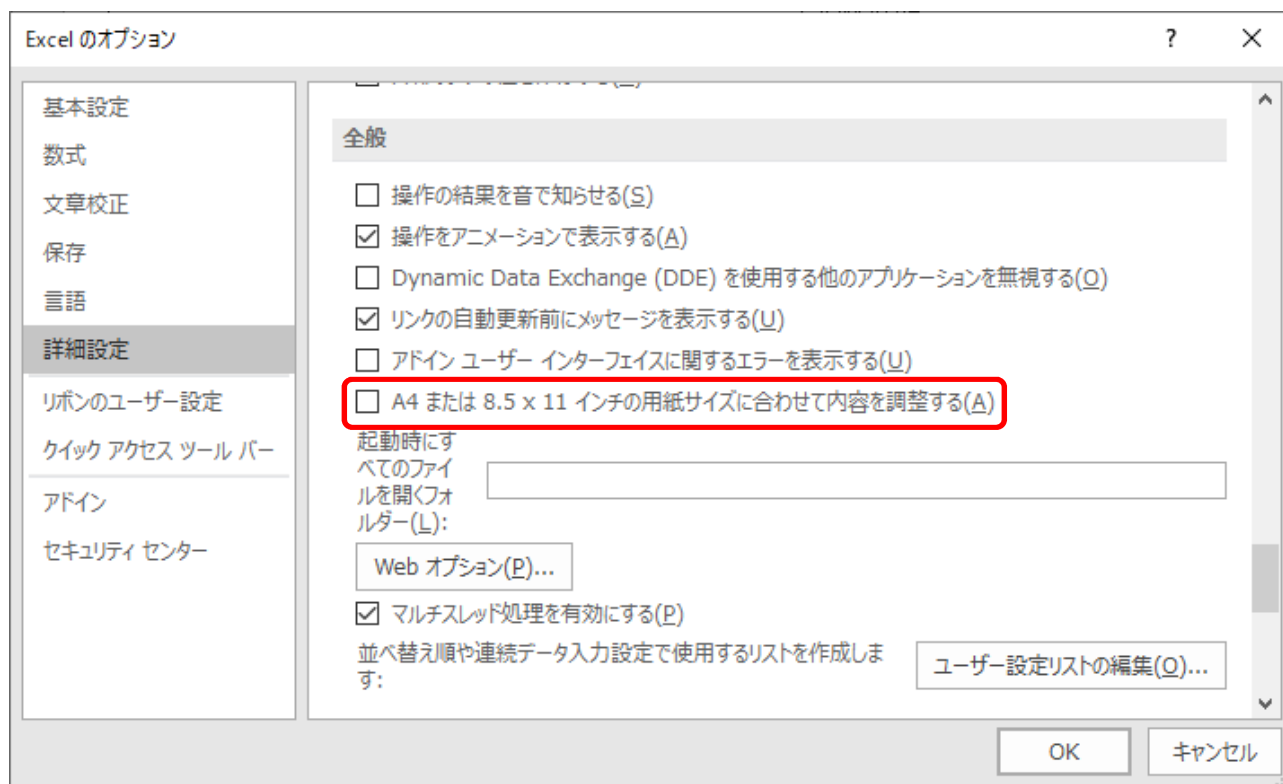 Excel のオプション
?
基本設定
数式
文章校正
保存
言語
詳細設定
リボンのユーザー設定
クイック アクセス ツール バー
アドイン
セキュリティ センター
全般
操作の結果を音で知らせる(S)
操作をアニメーションで表示する(A)
Dynamic Data Exchange (DDE) を使用する他のアプリケーションを無視する(O)
リンクの自動更新前にメッセージを表示する(U)
アドイン ユーザー インターフェイスに関するエラーを表示する(U)
A4 または 8.5 x 11 インチの用紙サイズに合わせて内容を調整する(A)
起動時にす
べてのファイ
ルを開くフォ
ルダー(L):
Web オプション(P)...
マルチスレッド処理を有効にする(P)
並べ替え順や連続データ入力設定で使用するリストを作成しま
す:
ユーザー設定リストの編集(O)...
OK
キャンセル